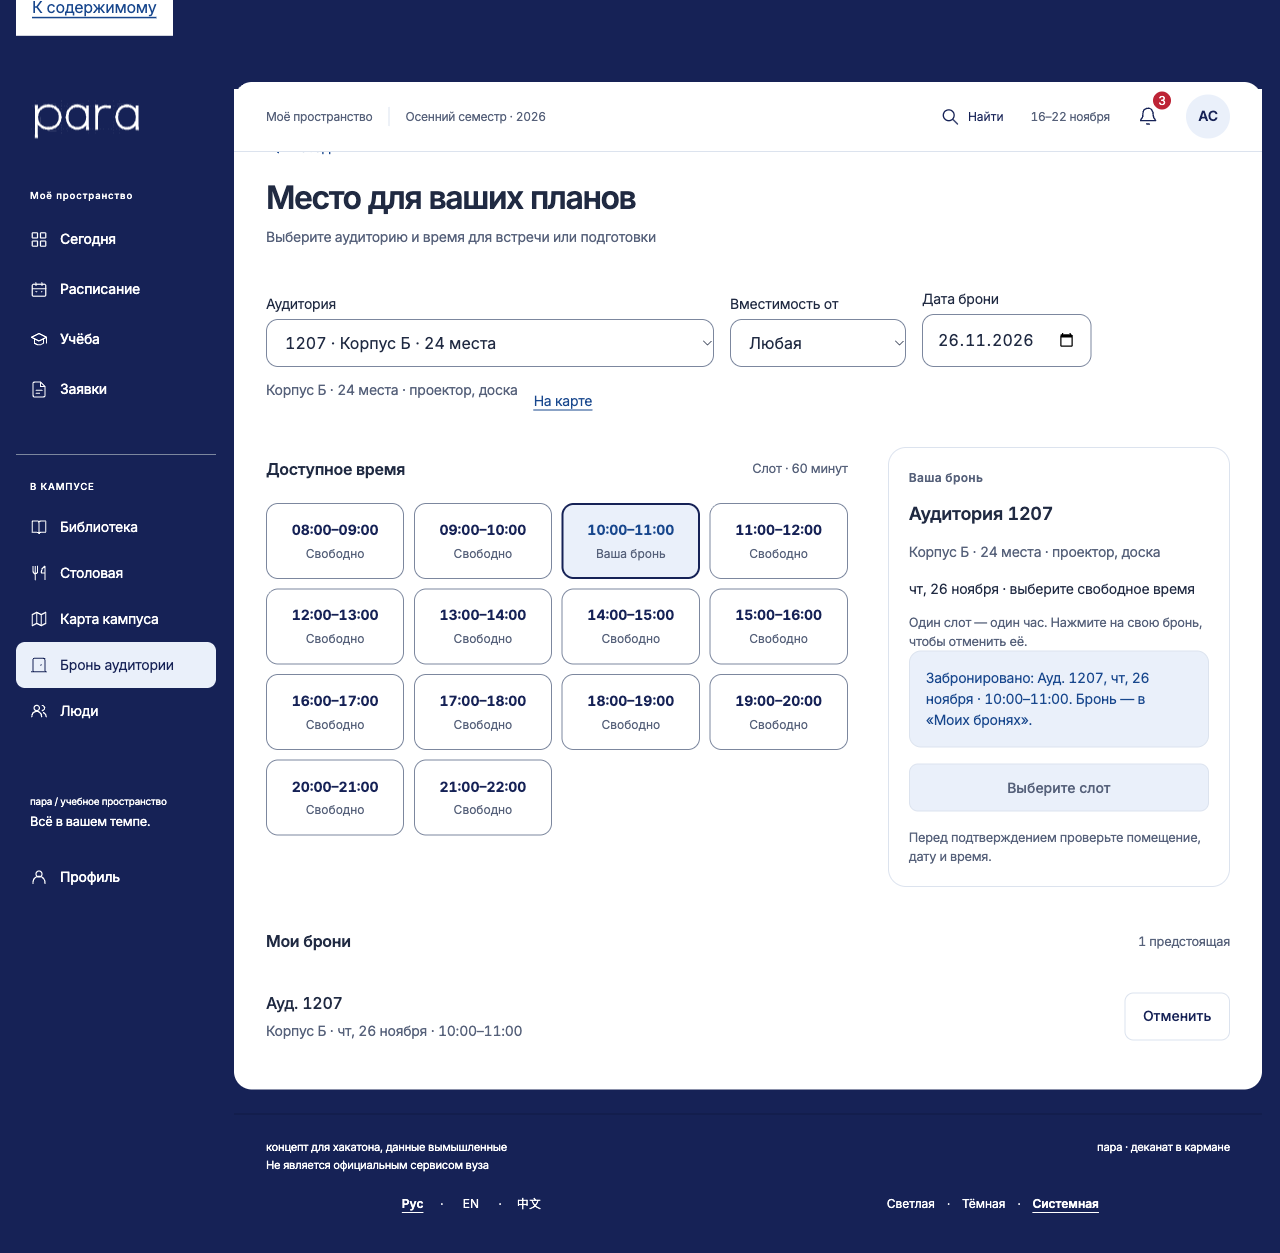 К содержимому
para
Моё пространство
Сегодня
Расписание
Учёба
Заявки
В КАМПУСЕ
Библиотека
Столовая
Карта кампуса
Бронь аудитории
Люди
пара / учебное пространство
Всё в вашем темпе.
Профиль
Моё пространство
Осенний семестр · 2026
Найти
16–22 ноября
3
АС
Место для ваших планов
Выберите аудиторию и время для встречи или подготовки
Аудитория
Вместимость от
Дата брони
1207 · Корпус Б · 24 места
Любая
26.11.2026
Корпус Б · 24 места · проектор, доска
На карте
Доступное время
Слот · 60 минут
08:00–09:00
Свободно
09:00–10:00
Свободно
10:00–11:00
Ваша бронь
11:00–12:00
Свободно
12:00–13:00
Свободно
13:00–14:00
Свободно
14:00–15:00
Свободно
15:00–16:00
Свободно
16:00–17:00
Свободно
17:00–18:00
Свободно
18:00–19:00
Свободно
19:00–20:00
Свободно
20:00–21:00
Свободно
21:00–22:00
Свободно
Ваша бронь
Аудитория 1207
Корпус Б · 24 места · проектор, доска
чт, 26 ноября · выберите свободное время
Один слот — один час. Нажмите на свою бронь,
чтобы отменить её.
Забронировано: Ауд. 1207, чт, 26
ноября · 10:00–11:00. Бронь — в
«Моих бронях».
Выберите слот
Перед подтверждением проверьте помещение,
дату и время.
Мои брони
1 предстоящая
Ауд. 1207
Корпус Б · чт, 26 ноября · 10:00–11:00
Отменить
концепт для хакатона, данные вымышленные
Не является официальным сервисом вуза
пара · деканат в кармане
Рус · EN · 中文
Светлая · Тёмная · Системная